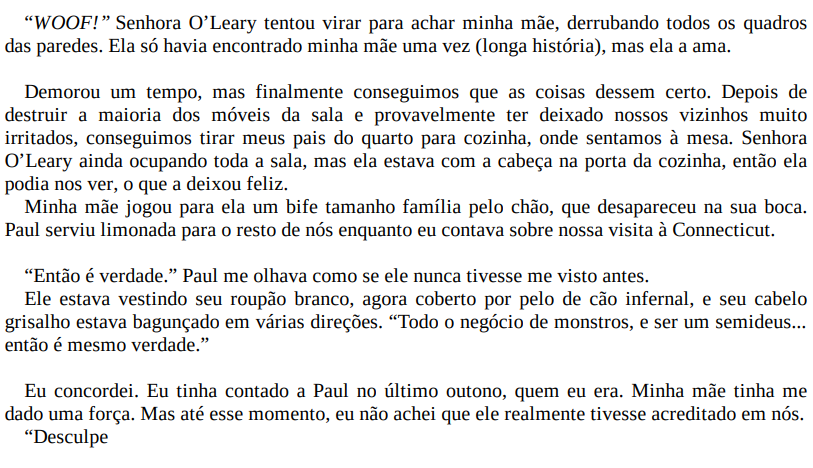 “WOOF!” Senhora O’Leary tentou virar para achar minha mãe, derrubando todos os quadros
das paredes. Ela só havia encontrado minha mãe uma vez (longa história), mas ela a ama.
Demorou um tempo, mas finalmente conseguimos que as coisas dessem certo. Depois de
destruir a maioria dos móveis da sala e provavelmente ter deixado nossos vizinhos muito
irritados, conseguimos tirar meus pais do quarto para cozinha, onde sentamos à mesa. Senhora
O’Leary ainda ocupando toda a sala, mas ela estava com a cabeça na porta da cozinha, então ela
podia nos ver, o que a deixou feliz.
Minha mãe jogou para ela um bife tamanho família pelo chão, que desapareceu na sua boca.
Paul serviu limonada para o resto de nós enquanto eu contava sobre nossa visita à Connecticut.
“Então é verdade.” Paul me olhava como se ele nunca tivesse me visto antes.
Ele estava vestindo seu roupão branco, agora coberto por pelo de cão infernal, e seu cabelo
grisalho estava bagunçado em várias direções. “Todo o negócio de monstros, e ser um semideus...
então é mesmo verdade.”
Eu concordei. Eu tinha contado a Paul no último outono, quem eu era. Minha mãe tinha me
dado uma força. Mas até esse momento, eu não achei que ele realmente tivesse acreditado em nós.
“Desculpe